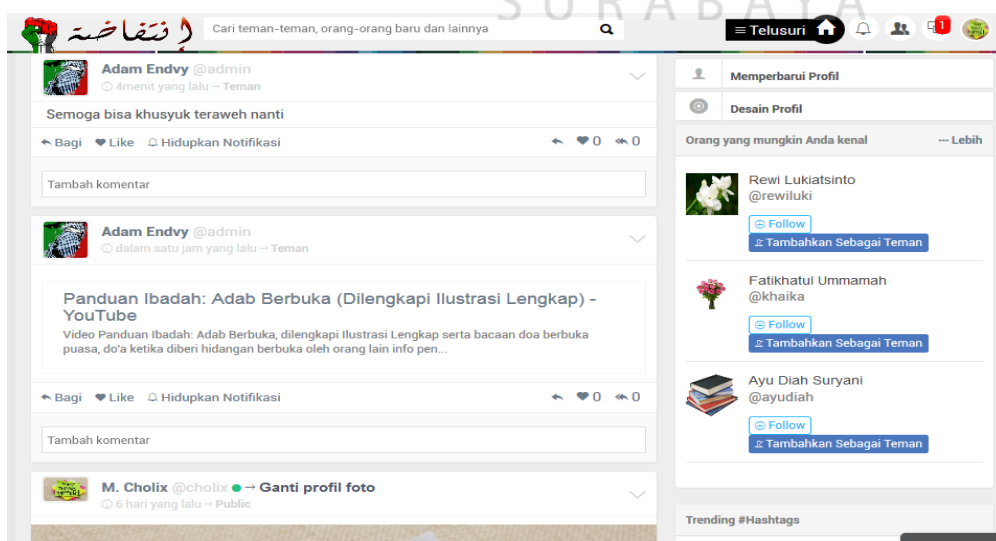 SURABAYA
إنتفاضة
Cari teman-teman, orang-orang baru dan lainnya
≡ Telusuri
1
Adam Endvy @admin
4menit yang lalu → Teman
Semoga bisa khusyuk teraweh nanti
Bagi Like Hidupkan Notifikasi 0 0
Tambah komentar
Adam Endvy @admin
dalam satu jam yang lalu → Teman
Panduan Ibadah: Adab Berbuka (Dilengkapi Ilustrasi Lengkap) -
YouTube
Video Panduan Ibadah: Adab Berbuka, dilengkapi Ilustrasi Lengkap serta bacaan doa berbuka
puasa, do'a ketika diberi hidangan berbuka oleh orang lain info pen...
Bagi Like Hidupkan Notifikasi 0 0
Tambah komentar
M. Cholix @cholix → Ganti profil foto
6 hari yang lalu → Public
Memperbarui Profil
Desain Profil
Orang yang mungkin Anda kenal ··· Lebih
Rewi Lukiatsinto
@rewiluki
Follow
Tambahkan Sebagai Teman
Fatikhatul Ummamah
@khaika
Follow
Tambahkan Sebagai Teman
Ayu Diah Suryani
@ayudiah
Follow
Tambahkan Sebagai Teman
Trending #Hashtags